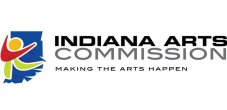 INDIANA ARTS
COMMISSION
MAKING THE ARTS HAPPEN